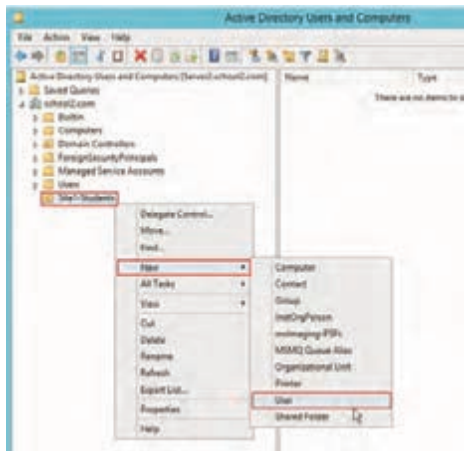 Active Directory Users and Computers
File Action View Help
Active Directory Users and Computers [Server2.school2.com]
Saved Queries
school2.com
Builtin
Computers
Domain Controllers
ForeignSecurityPrincipals
Managed Service Accounts
Users
Site1-Students
Name Type
There are no items to
Delegate Control...
Move...
Find...
New
All Tasks
View
Cut
Delete
Rename
Refresh
Export List...
Properties
Help
Computer
Contact
Group
InetOrgPerson
msImaging-PSPs
MSMQ Queue Alias
Organizational Unit
Printer
User
Shared Folder